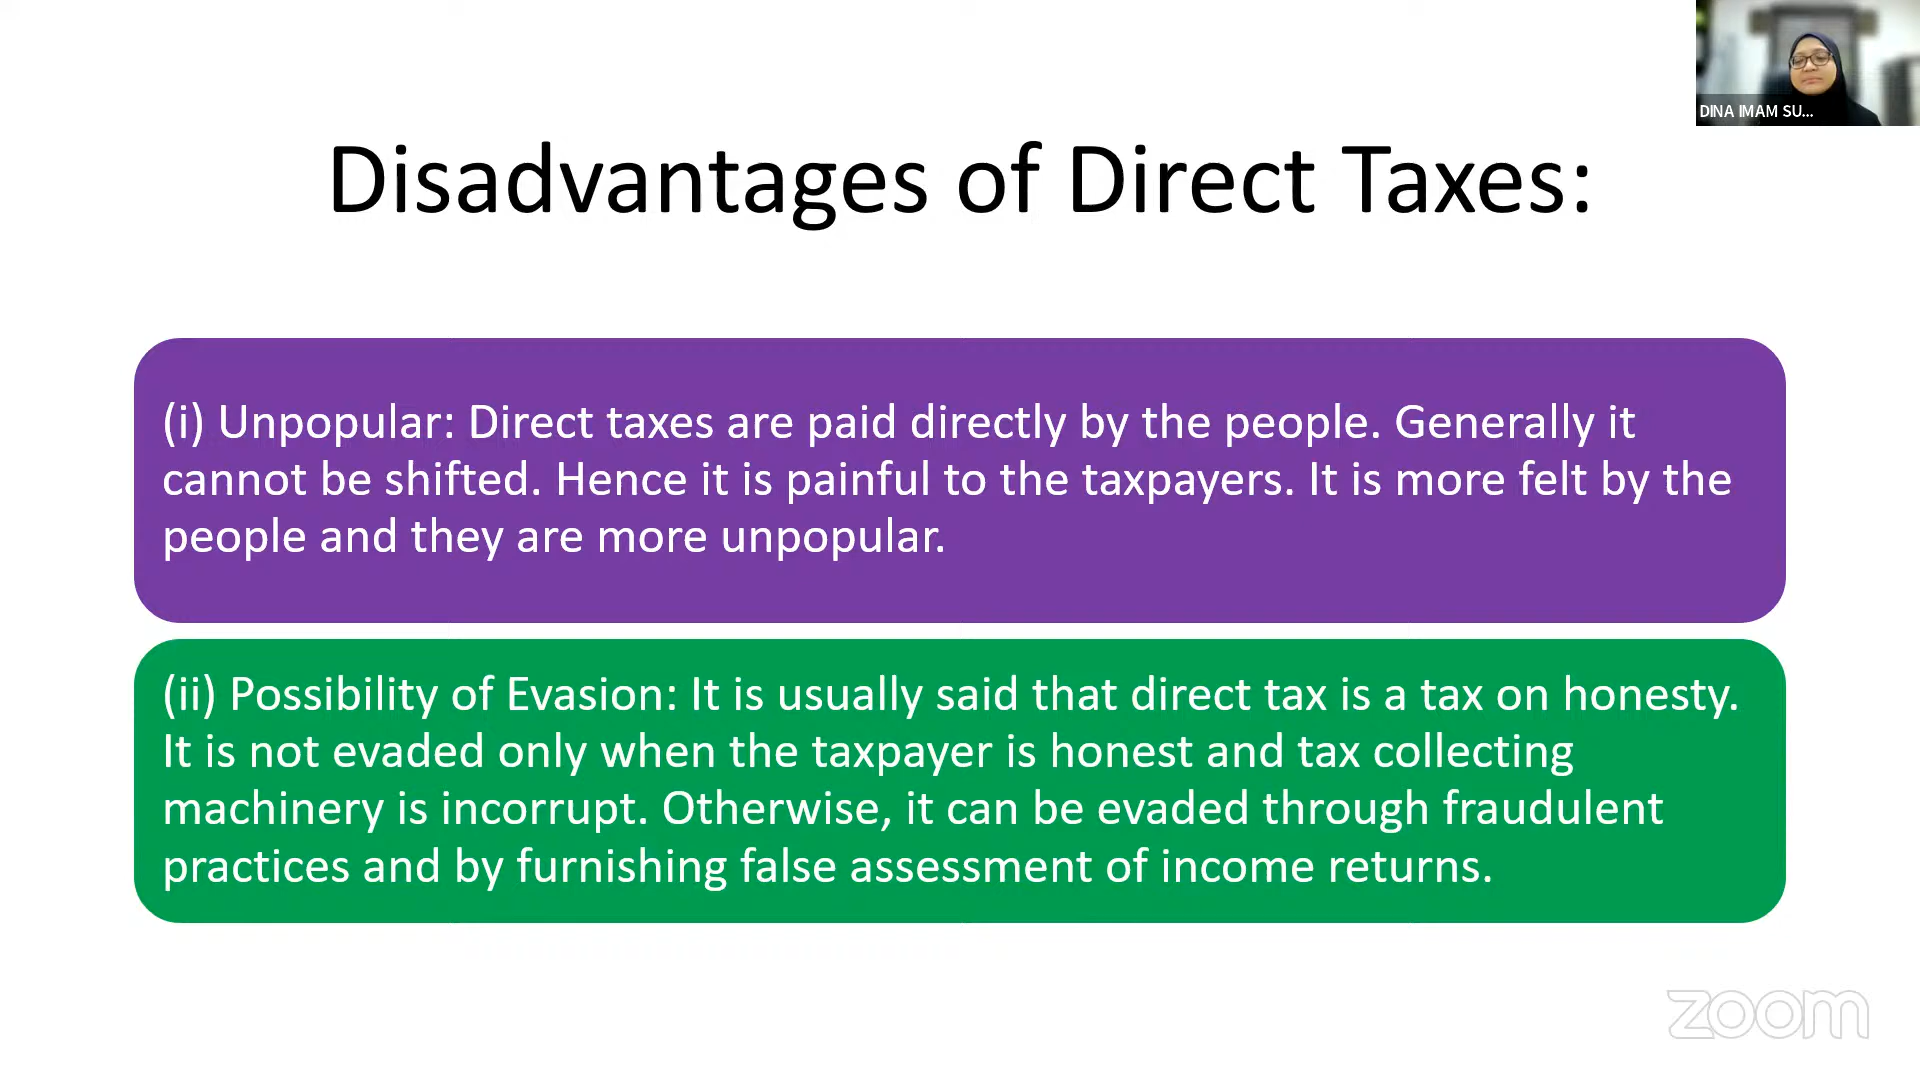 DINA IMAM SU...
Disadvantages of Direct Taxes:
(i) Unpopular: Direct taxes are paid directly by the people. Generally it
cannot be shifted. Hence it is painful to the taxpayers. It is more felt by the
people and they are more unpopular.
(ii) Possibility of Evasion: It is usually said that direct tax is a tax on honesty.
It is not evaded only when the taxpayer is honest and tax collecting
machinery is incorrupt. Otherwise, it can be evaded through fraudulent
practices and by furnishing false assessment of income returns.
zoom